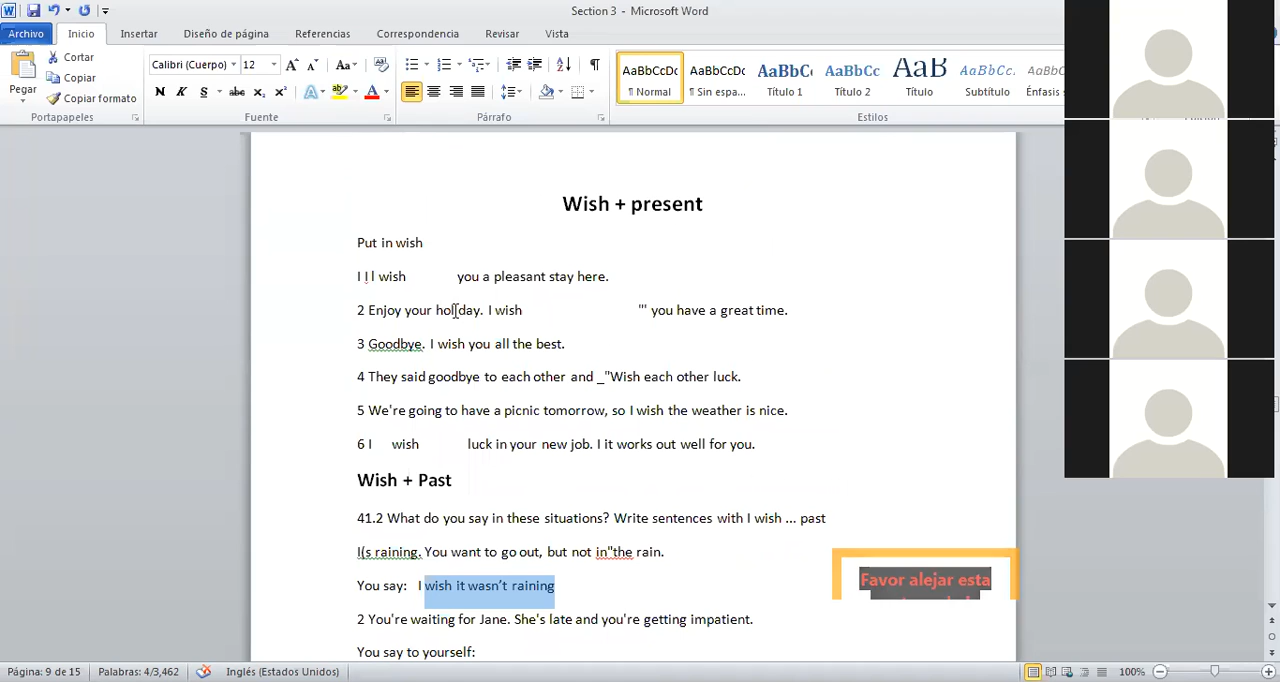 Section 3 - Microsoft Word
Archivo Inicio Insertar Diseño de página Referencias Correspondencia Revisar Vista
Pegar
Cortar
Copiar
Copiar formato
Portapapeles
Calibri (Cuerpo) 12
N K S abc x₂ x²
Fuente
Párrafo
AaBbCcDc AaBbCcDc AaBbC AaBbCc AaB AaBbCc. AaBbCc
¶ Normal ¶ Sin espa... Título 1 Título 2 Título Subtítulo Énfasis
Estilos
Wish + present
Put in wish
I I l wish you a pleasant stay here.
2 Enjoy your holiday. I wish "' you have a great time.
3 Goodbye. I wish you all the best.
4 They said goodbye to each other and _"Wish each other luck.
5 We're going to have a picnic tomorrow, so I wish the weather is nice.
6 I wish luck in your new job. I it works out well for you.
Wish + Past
41.2 What do you say in these situations? Write sentences with I wish ... past
I(s raining. You want to go out, but not in"the rain.
You say: I wish it wasn't raining
2 You're waiting for Jane. She's late and you're getting impatient.
You say to yourself:
Favor alejar esta
Página: 9 de 15 Palabras: 4/3,462 Inglés (Estados Unidos) 100%